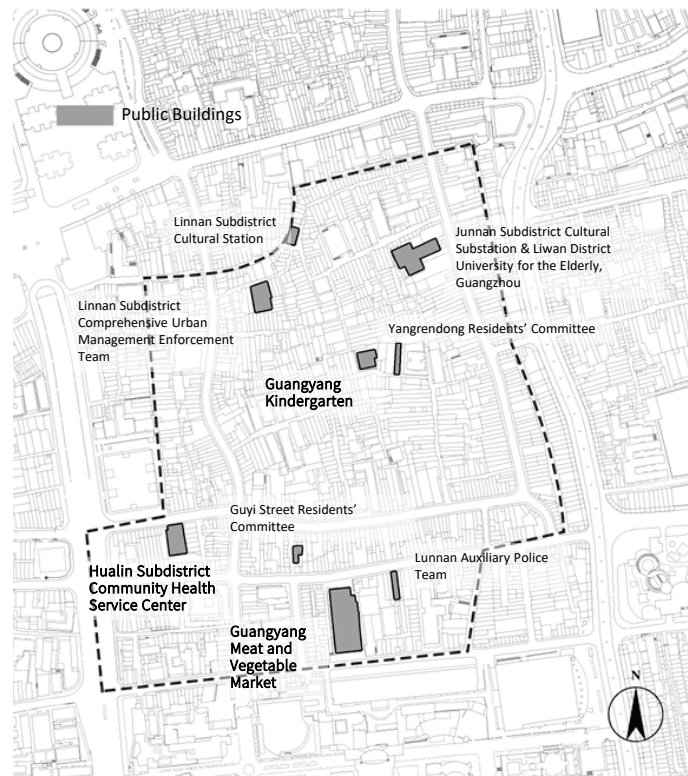 Public Buildings
Linnan Subdistrict
Cultural Station
Junnan Subdistrict Cultural
Substation & Liwan District
University for the Elderly,
Guangzhou
Linnan Subdistrict
Comprehensive Urban
Management Enforcement
Team
Yangrendong Residents’ Committee
Guangyang
Kindergarten
Guyi Street Residents’
Committee
Lunnan Auxiliary Police
Team
Hualin Subdistrict
Community Health
Service Center
Guangyang
Meat and
Vegetable
Market
N